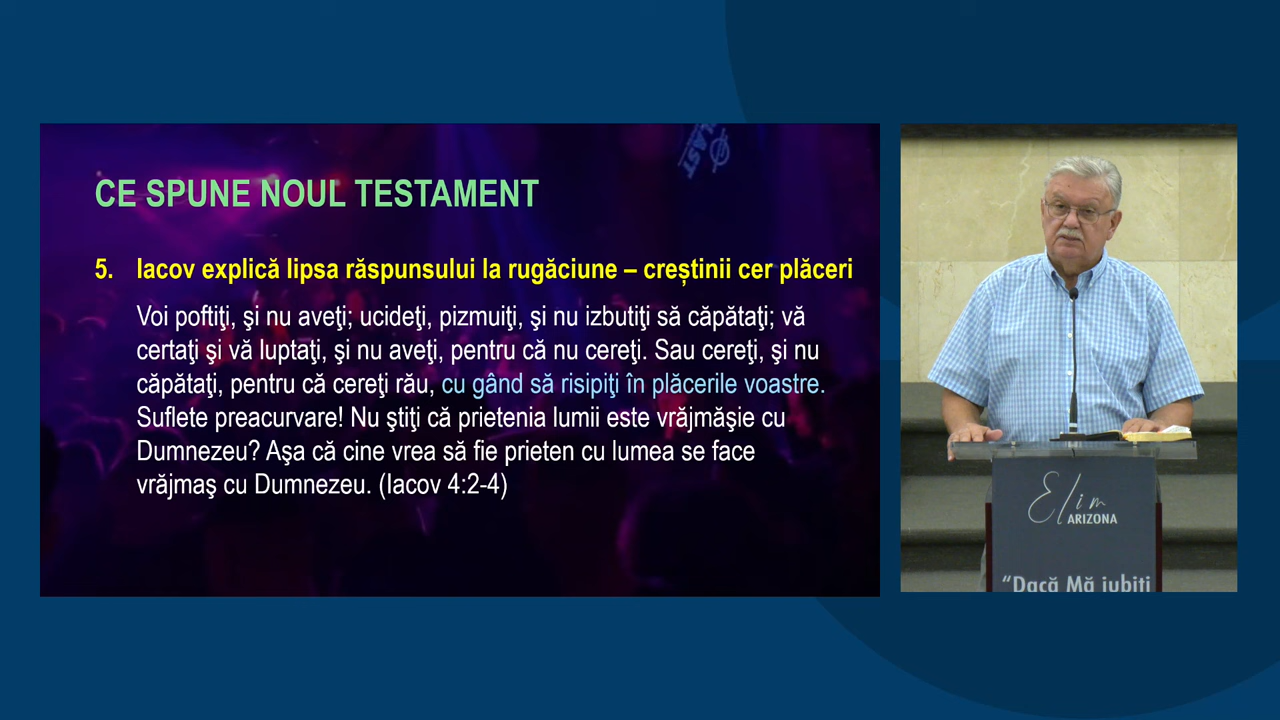 CE SPUNE NOUL TESTAMENT
5. Iacov explică lipsa răspunsului la rugăciune – creștinii cer plăceri
Voi poftiţi, şi nu aveţi; ucideţi, pizmuiţi, şi nu izbutiţi să căpătaţi; vă
certaţi şi vă luptaţi, şi nu aveţi, pentru că nu cereţi. Sau cereţi, şi nu
căpătaţi, pentru că cereţi rău, cu gând să risipiţi în plăcerile voastre.
Suflete preacurvare! Nu ştiţi că prietenia lumii este vrăjmăşie cu
Dumnezeu? Aşa că cine vrea să fie prieten cu lumea se face
vrăjmaş cu Dumnezeu. (Iacov 4:2-4)
Elim
ARIZONA
“Dacă Mă iubiți